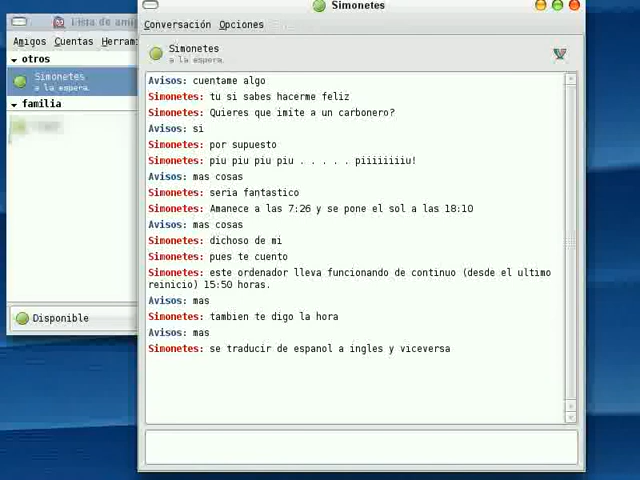 Simonetes
Lista de amig
Conversación Opciones
Amigos Cuentas Herrami
otros
Simonetes
a la espera
familia
Disponible
Simonetes
a la espera
Avisos: cuentame algo
Simonetes: tu si sabes hacerme feliz
Simonetes: Quieres que imite a un carbonero?
Avisos: si
Simonetes: por supuesto
Simonetes: piu piu piu piu . . . . . piiiiiiiu!
Avisos: mas cosas
Simonetes: seria fantastico
Simonetes: Amanece a las 7:26 y se pone el sol a las 18:10
Avisos: mas cosas
Simonetes: dichoso de mi
Simonetes: pues te cuento
Simonetes: este ordenador lleva funcionando de continuo (desde el ultimo
reinicio) 15:50 horas.
Avisos: mas
Simonetes: tambien te digo la hora
Avisos: mas
Simonetes: se traducir de espanol a ingles y viceversa